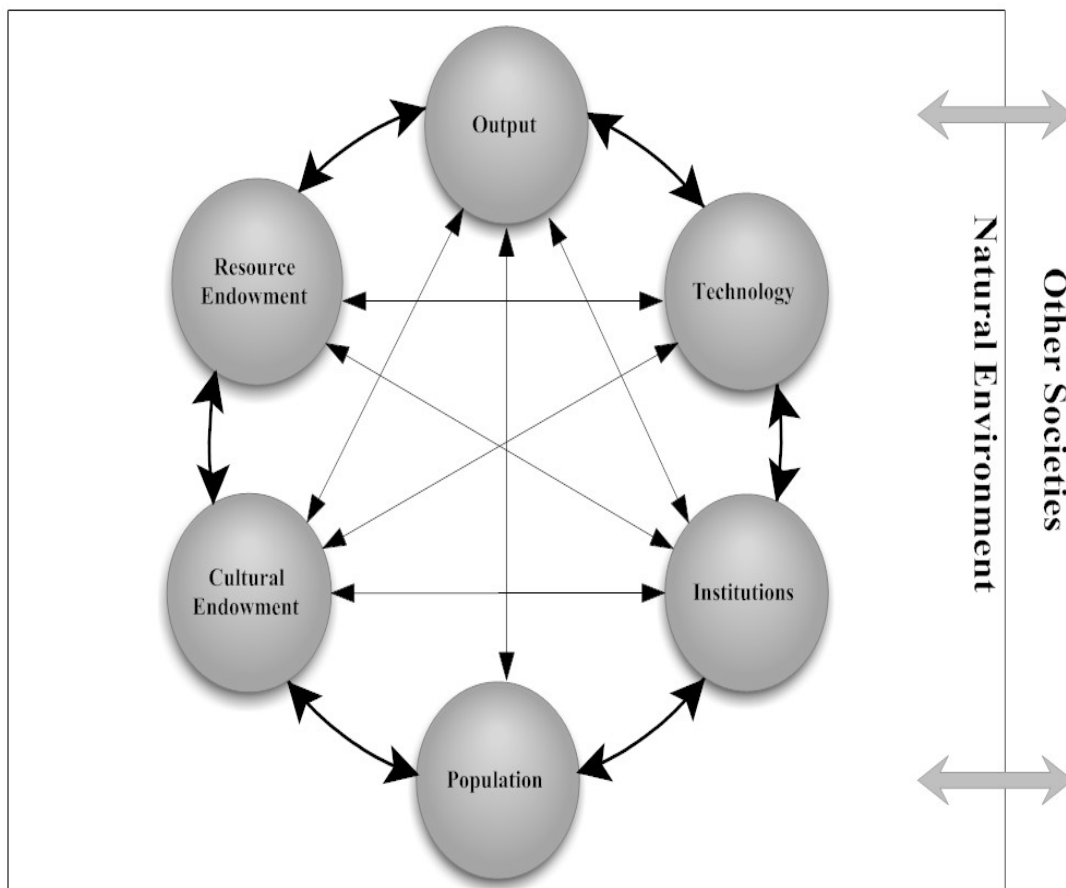 Output
Resource
Endowment
Technology
Cultural
Endowment
Institutions
Population
Natural Environment
Other Societies